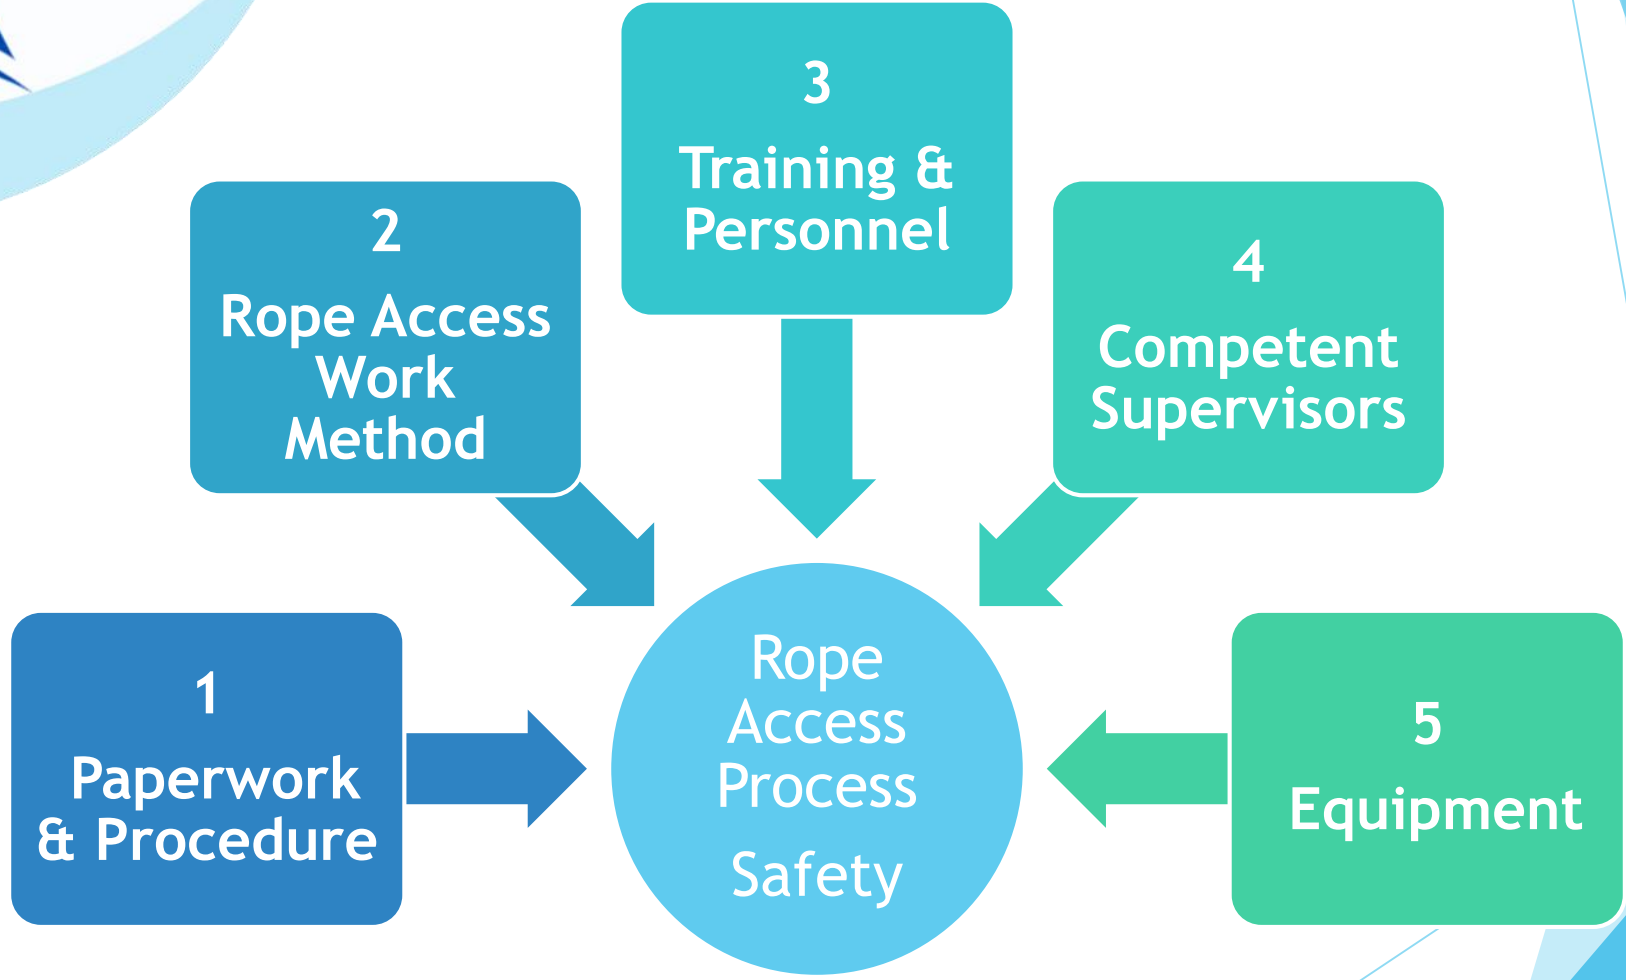 1
Paperwork
& Procedure
2
Rope Access
Work
Method
3
Training &
Personnel
4
Competent
Supervisors
5
Equipment
Rope
Access
Process
Safety